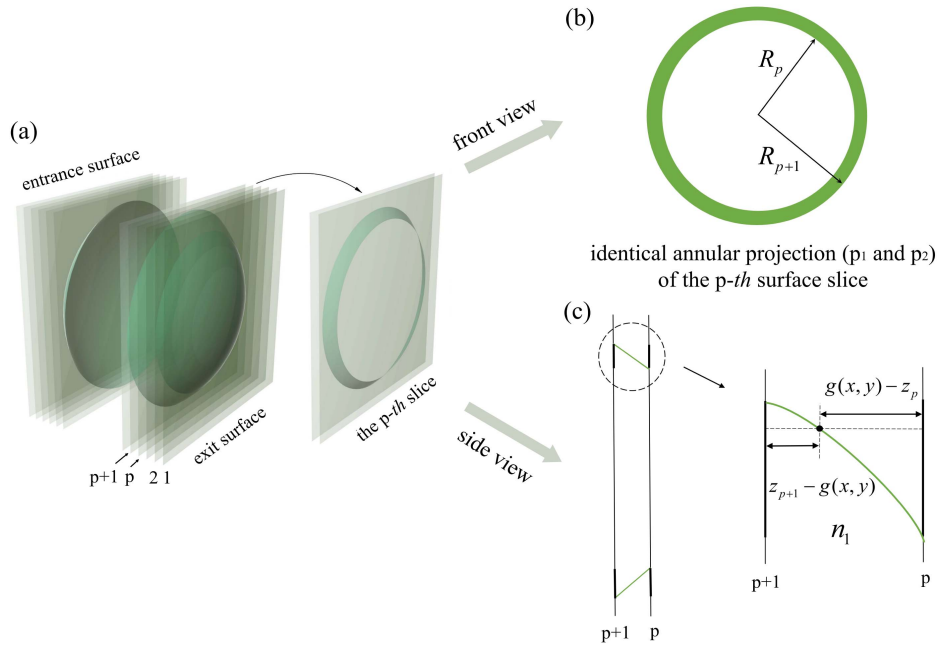 (a)
entrance surface
p+1 p 2 1
exit surface
the p-th slice
front view
side view
(b)
R_p
R_{p+1}
identical annular projection (p₁ and p₂)
of the p-th surface slice
(c)
p+1 p
g(x, y) − z_p
z_{p+1} − g(x, y)
n₁
p+1 p